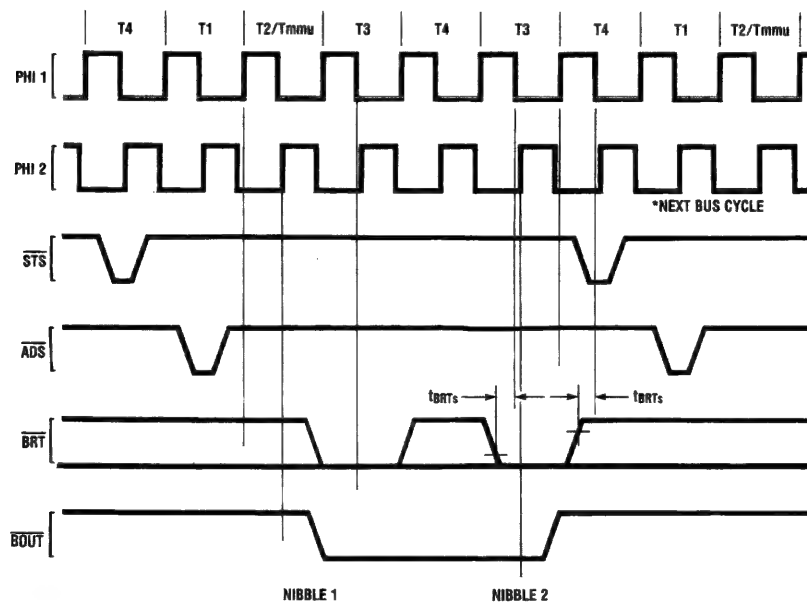 T4 T1 T2/Tmmu T3 T4 T3 T4 T1 T2/Tmmu
PHI 1
PHI 2
*NEXT BUS CYCLE
STS
ADS
tBRTs tBRTs
BRT
BOUT
NIBBLE 1 NIBBLE 2